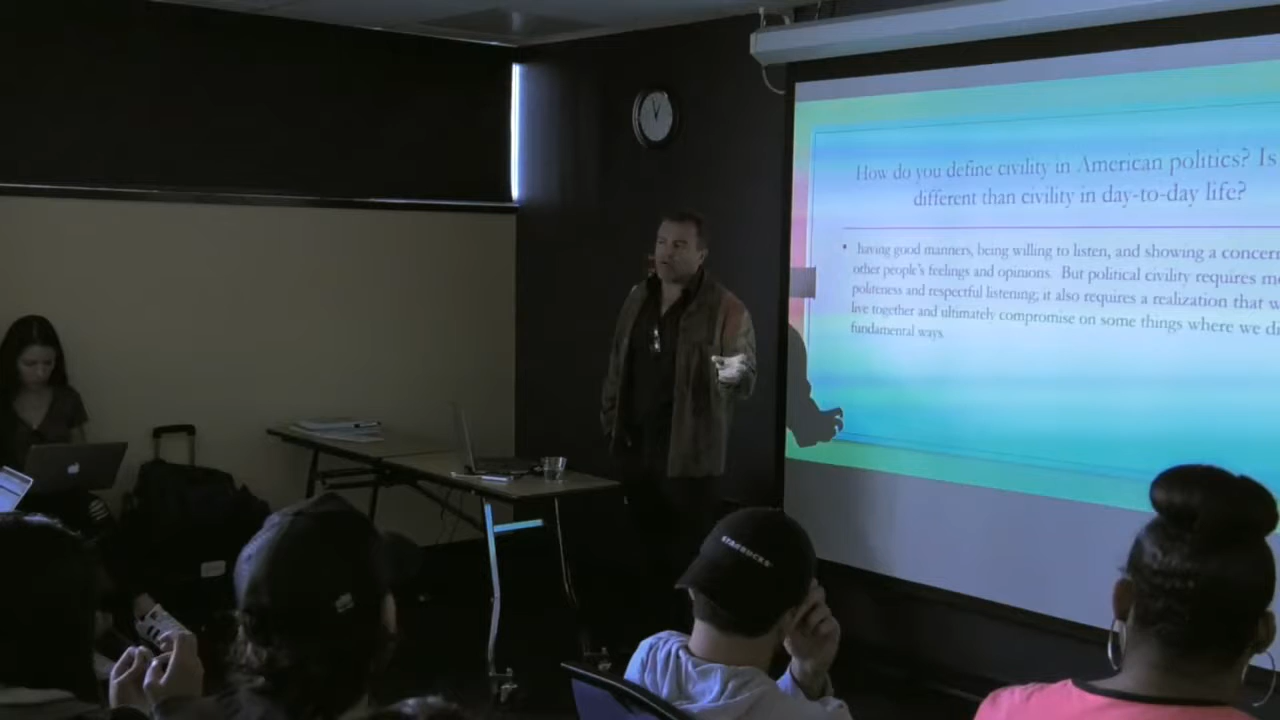 How do you define civility in American politics? Is
different than civility in day-to-day life?
having good manners, being willing to listen, and showing a concern
other people's feelings and opinions. But political civility requires
politeness and respectful listening; it also requires a realization that
live together and ultimately compromise on some things where we
fundamental ways
STARBUCKS